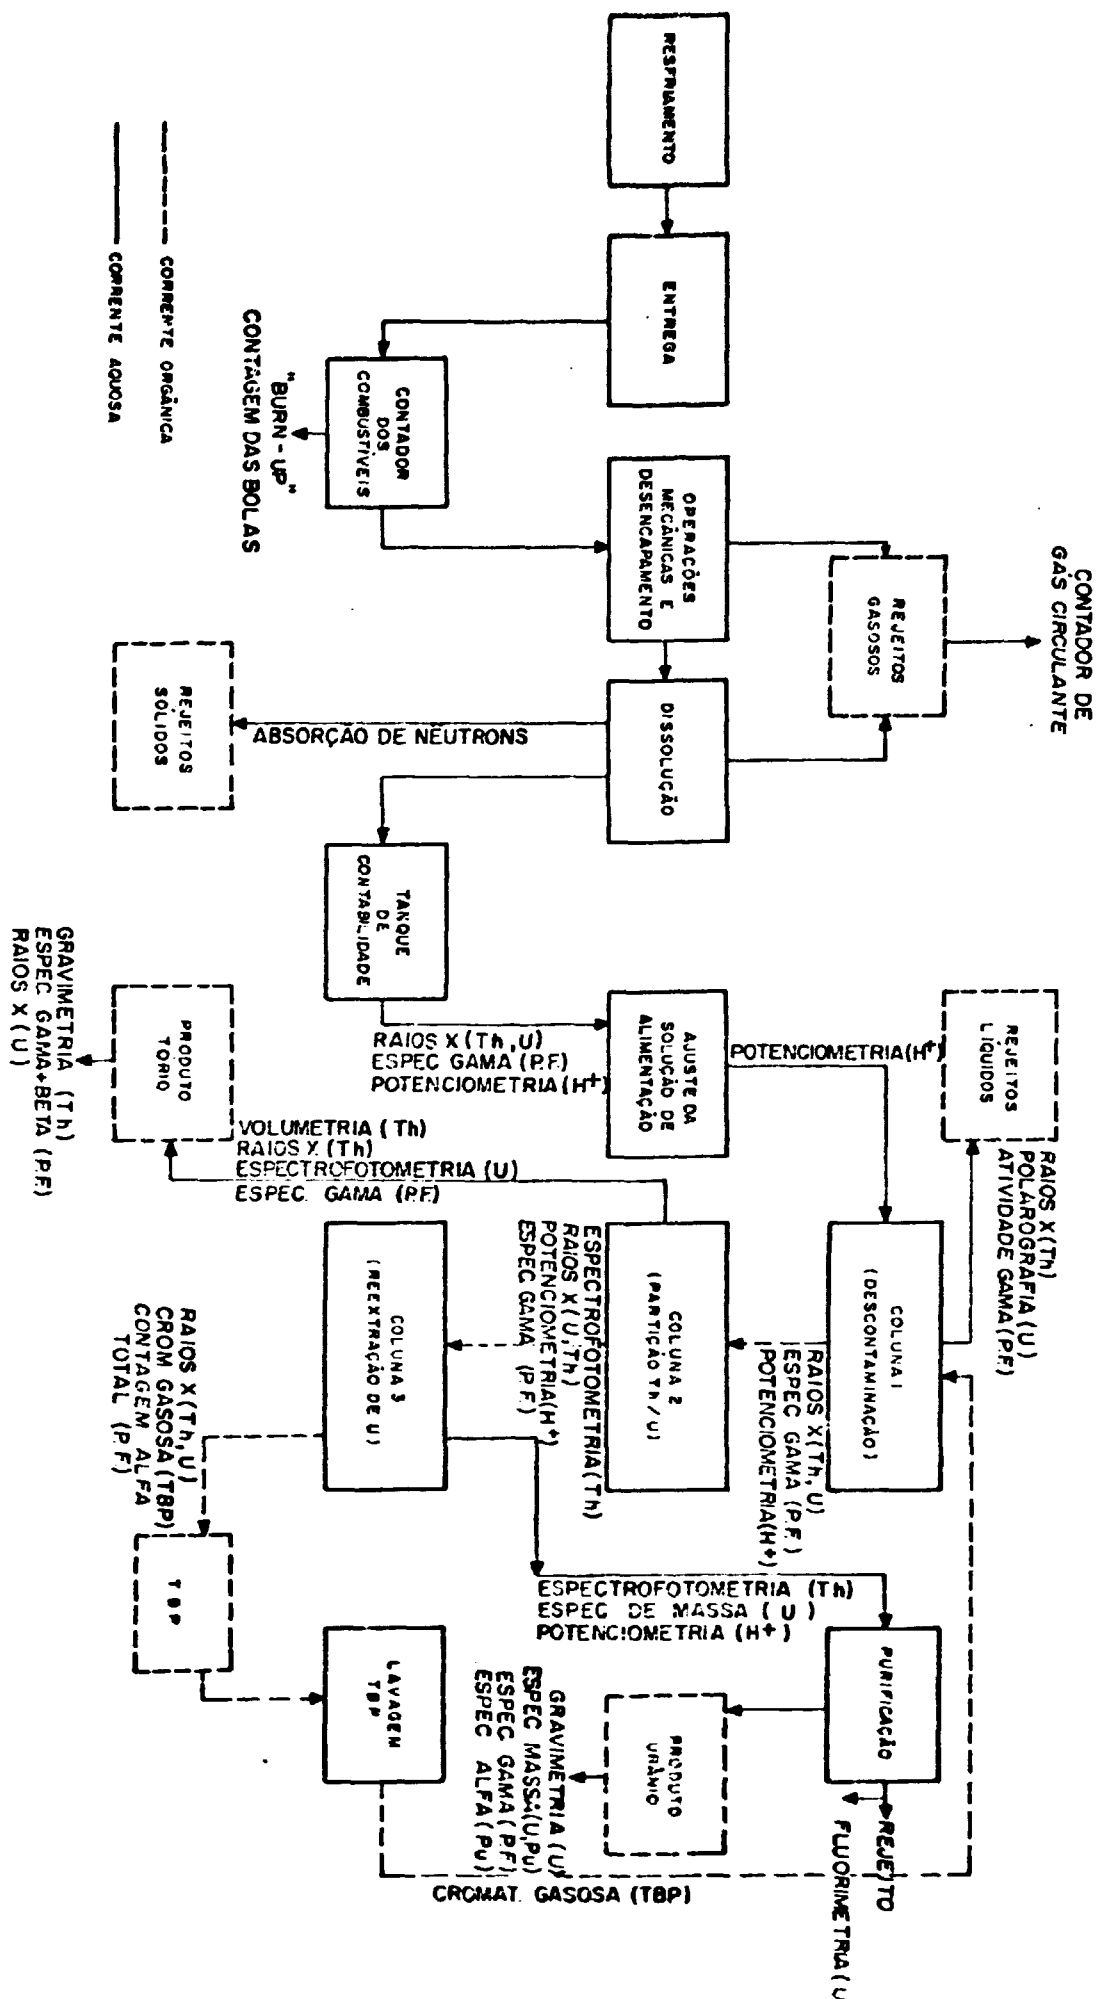 RESFRIAMENTO
ENTREGA
CONTADOR
DOS
COMBUSTÍVEIS
"BURN-UP"
CONTAGEM DAS BOLAS
OPERAÇÕES
MECÂNICAS E
DESENCAPAMENTO
REJEITOS
GASOSOS
CONTADOR DE
GÁS CIRCULANTE
DISSOLUÇÃO
ABSORÇÃO DE NÊUTRONS
REJEITOS
SÓLIDOS
TANQUE
DE
CONTABILIDADE
RAIOS X (Th, U)
ESPEC GAMA (P.F.)
POTENCIOMETRIA (H+)
AJUSTE DA
SOLUÇÃO DE
ALIMENTAÇÃO
POTENCIOMETRIA (H+)
REJEITOS
LÍQUIDOS
RAIOS X (Th)
POLAROGRAFIA (U)
ATIVIDADE GAMA (P.F.)
COLUNA 1
(DESCONTAMINAÇÃO)
RAIOS X (Th, U)
ESPEC GAMA (P.F.)
POTENCIOMETRIA (H+)
COLUNA 2
(PARTIÇÃO Th / U)
VOLUMETRIA (Th)
RAIOS X (Th)
ESPECTROFOTOMETRIA (U)
ESPEC. GAMA (P.F.)
PRODUTO
TORIO
GRAVIMETRIA (Th)
ESPEC GAMA+BETA (P.F.)
RAIOS X (U)
ESPECTROFOTOMETRIA (Th)
RAIOS X (U, Th)
POTENCIOMETRIA (H+)
ESPEC GAMA (P.F.)
COLUNA 3
(REEXTRAÇÃO DE U)
RAIOS X (Th, U)
CROM GASOSA (TBP)
CONTAGEM ALFA
TOTAL (P.F.)
TBP
LAVAGEM
TBP
CROMAT. GASOSA (TBP)
ESPECTROFOTOMETRIA (Th)
ESPEC DE MASSA (U)
POTENCIOMETRIA (H+)
PURIFICAÇÃO
REJEITO
FLUORIMETRIA (U
PRODUTO
URÂNIO
GRAVIMETRIA (U)
ESPEC MASSA (U, Pu)
ESPEC GAMA (P.F.)
ESPEC ALFA (Pu)
---- CORRENTE ORGÂNICA
—— CORRENTE AQUOSA